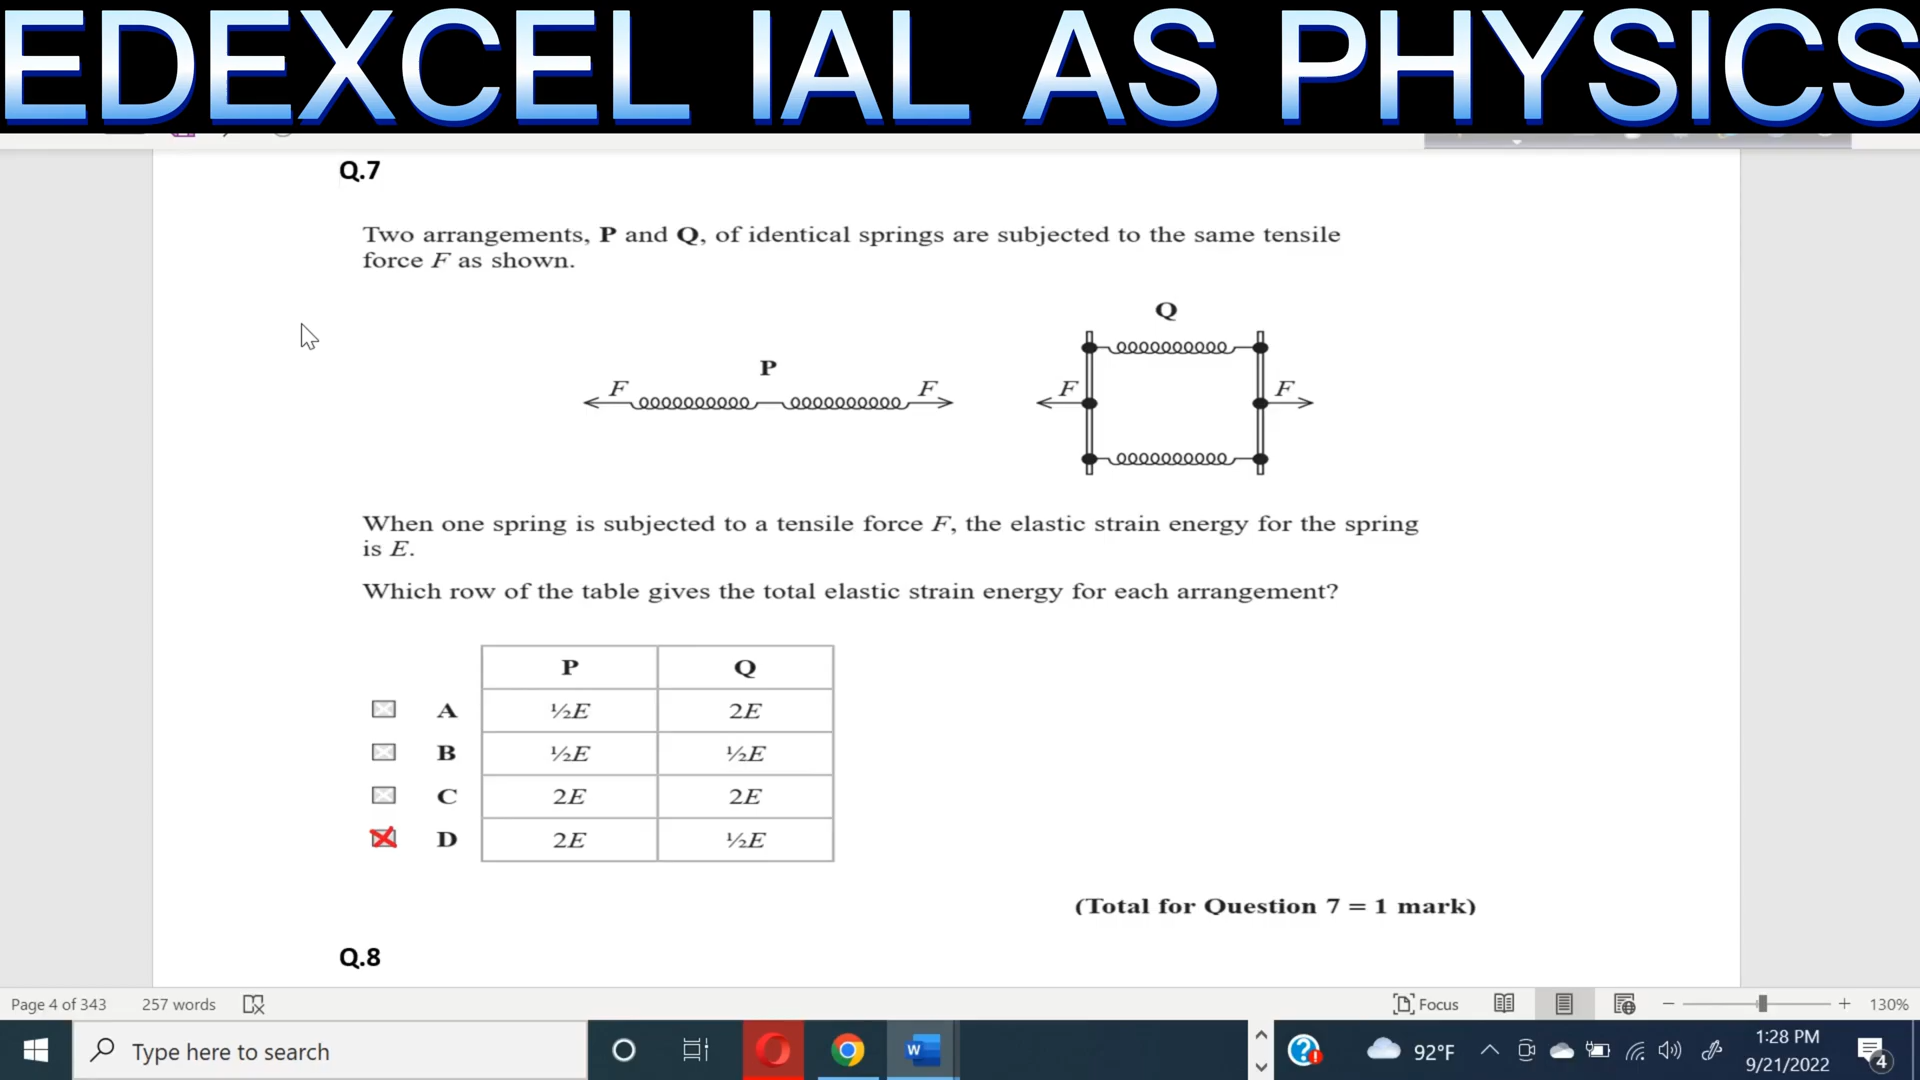 EDEXCEL IAL AS PHYSICS
Q.7
Two arrangements, P and Q, of identical springs are subjected to the same tensile
force F as shown.
Q
P
F F
F F
When one spring is subjected to a tensile force F, the elastic strain energy for the spring
is E.
Which row of the table gives the total elastic strain energy for each arrangement?
P Q
A ½E 2E
B ½E ½E
C 2E 2E
D 2E ½E
(Total for Question 7 = 1 mark)
Q.8
Page 4 of 343 257 words Focus 130%
Type here to search W 92°F 1:28 PM
9/21/2022 4